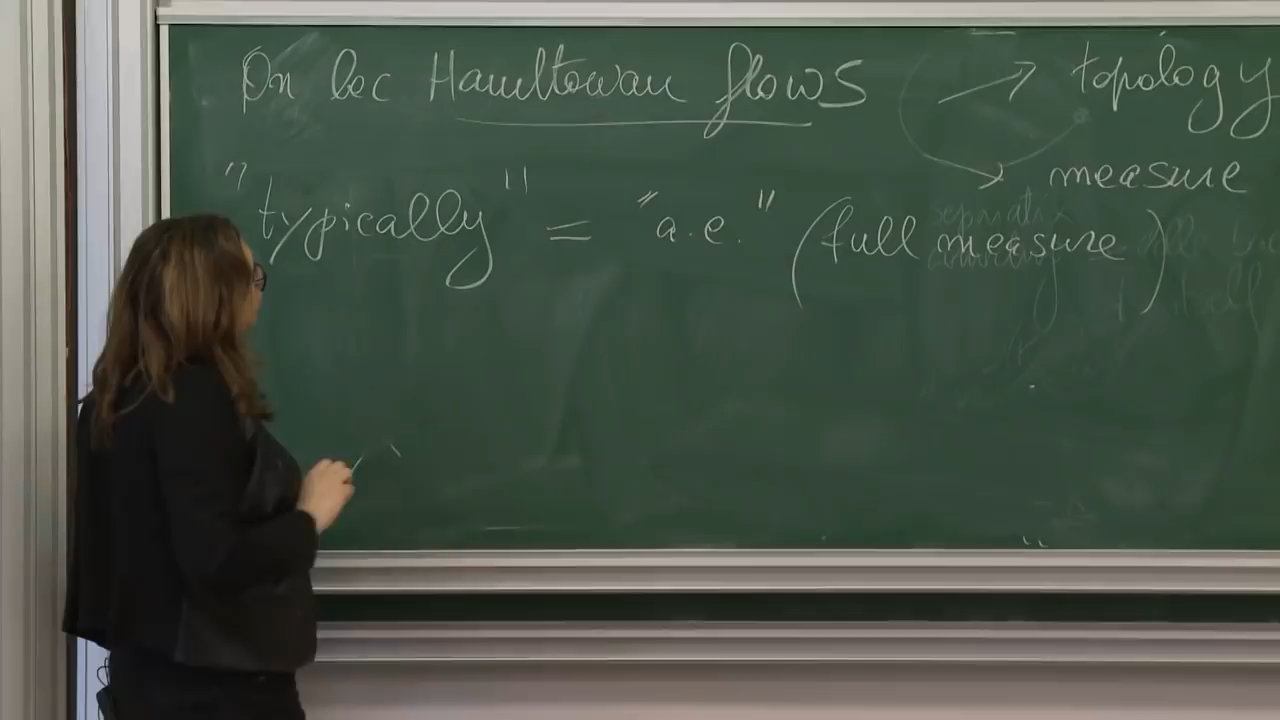 On loc Hamiltonian flows → topology
→ measure
"typically" = "a.e." (full measure)